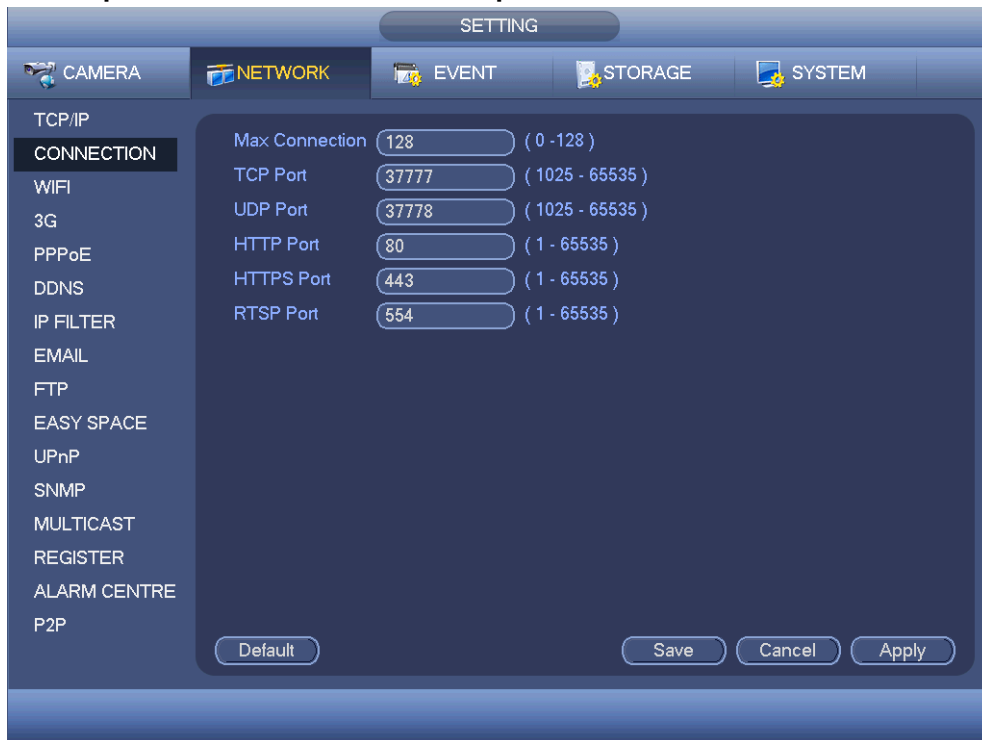 SETTING
CAMERA NETWORK EVENT STORAGE SYSTEM
TCP/IP
CONNECTION
WIFI
3G
PPPoE
DDNS
IP FILTER
EMAIL
FTP
EASY SPACE
UPnP
SNMP
MULTICAST
REGISTER
ALARM CENTRE
P2P
Max Connection 128 ( 0 -128 )
TCP Port 37777 ( 1025 - 65535 )
UDP Port 37778 ( 1025 - 65535 )
HTTP Port 80 ( 1 - 65535 )
HTTPS Port 443 ( 1 - 65535 )
RTSP Port 554 ( 1 - 65535 )
Default Save Cancel Apply